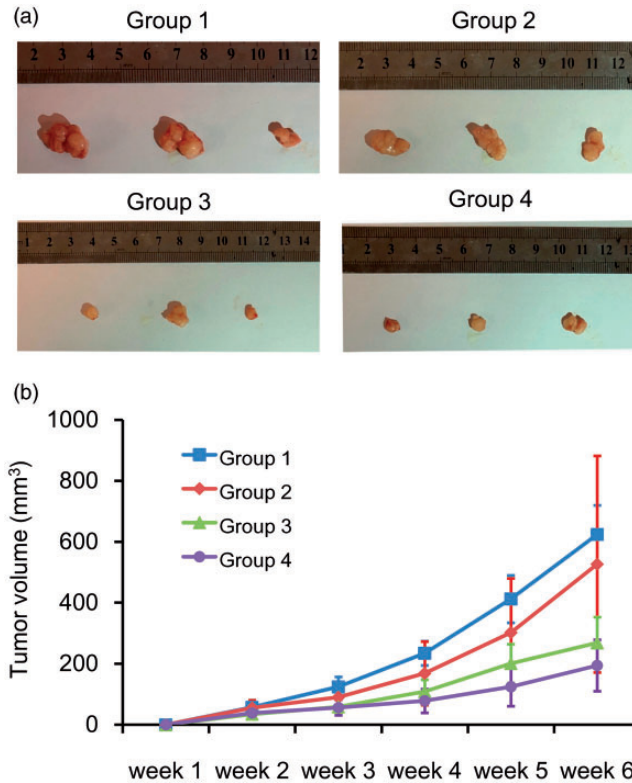 (a)
Group 1
Group 2
2 3 4 5 6 7 8 9 10 11 12
2 3 4 5 6 7 8 9 10 11 12
Group 3
Group 4
1 2 3 4 5 6 7 8 9 10 11 12 13 14
1 2 3 4 5 6 7 8 9 10 11 12 13
(b)
1000
800
600
400
200
0
Tumor volume (mm³)
Group 1
Group 2
Group 3
Group 4
week 1 week 2 week 3 week 4 week 5 week 6